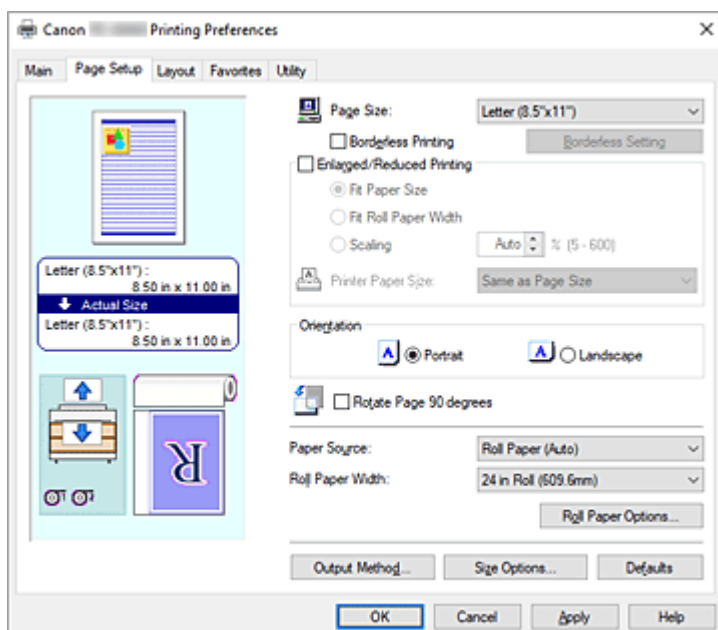 Canon Printing Preferences
Main Page Setup Layout Favorites Utility
Page Size: Letter (8.5"x11")
Borderless Printing Borderless Setting
Enlarged/Reduced Printing
Fit Paper Size
Fit Roll Paper Width
Scaling Auto % (5 - 600)
Printer Paper Size: Same as Page Size
Letter (8.5"x11") :
8.50 in x 11.00 in
Actual Size
Letter (8.5"x11") :
8.50 in x 11.00 in
Orientation
A Portrait A Landscape
Rotate Page 90 degrees
Paper Source: Roll Paper (Auto)
Roll Paper Width: 24 in Roll (609.6mm)
Roll Paper Options...
Output Method... Size Options... Defaults
OK Cancel Apply Help